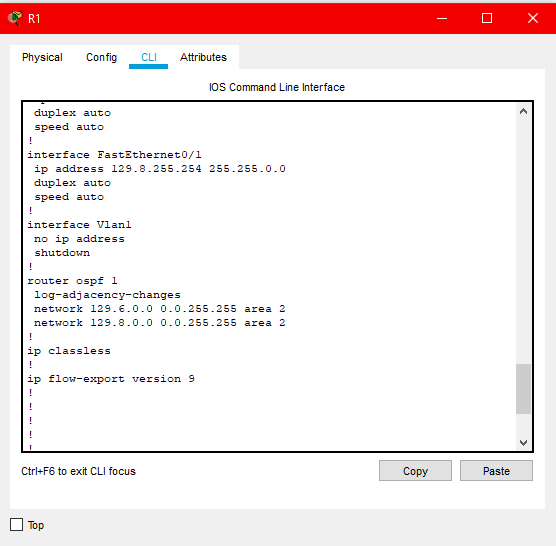 R1
Physical Config CLI Attributes
IOS Command Line Interface
duplex auto
speed auto
!
interface FastEthernet0/1
ip address 129.8.255.254 255.255.0.0
duplex auto
speed auto
!
interface Vlan1
no ip address
shutdown
!
router ospf 1
log-adjacency-changes
network 129.6.0.0 0.0.255.255 area 2
network 129.8.0.0 0.0.255.255 area 2
!
ip classless
!
ip flow-export version 9
!
!
!
!
!
Ctrl+F6 to exit CLI focus
Copy Paste
Top